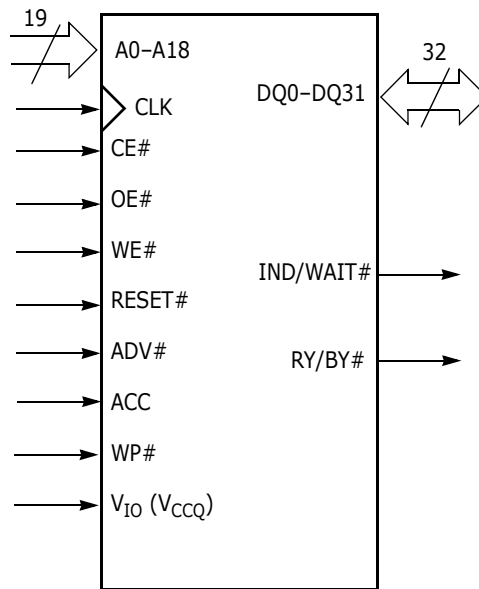 19
A0–A18
CLK
CE#
OE#
WE#
RESET#
ADV#
ACC
WP#
VIO (VCCQ)
32
DQ0–DQ31
IND/WAIT#
RY/BY#